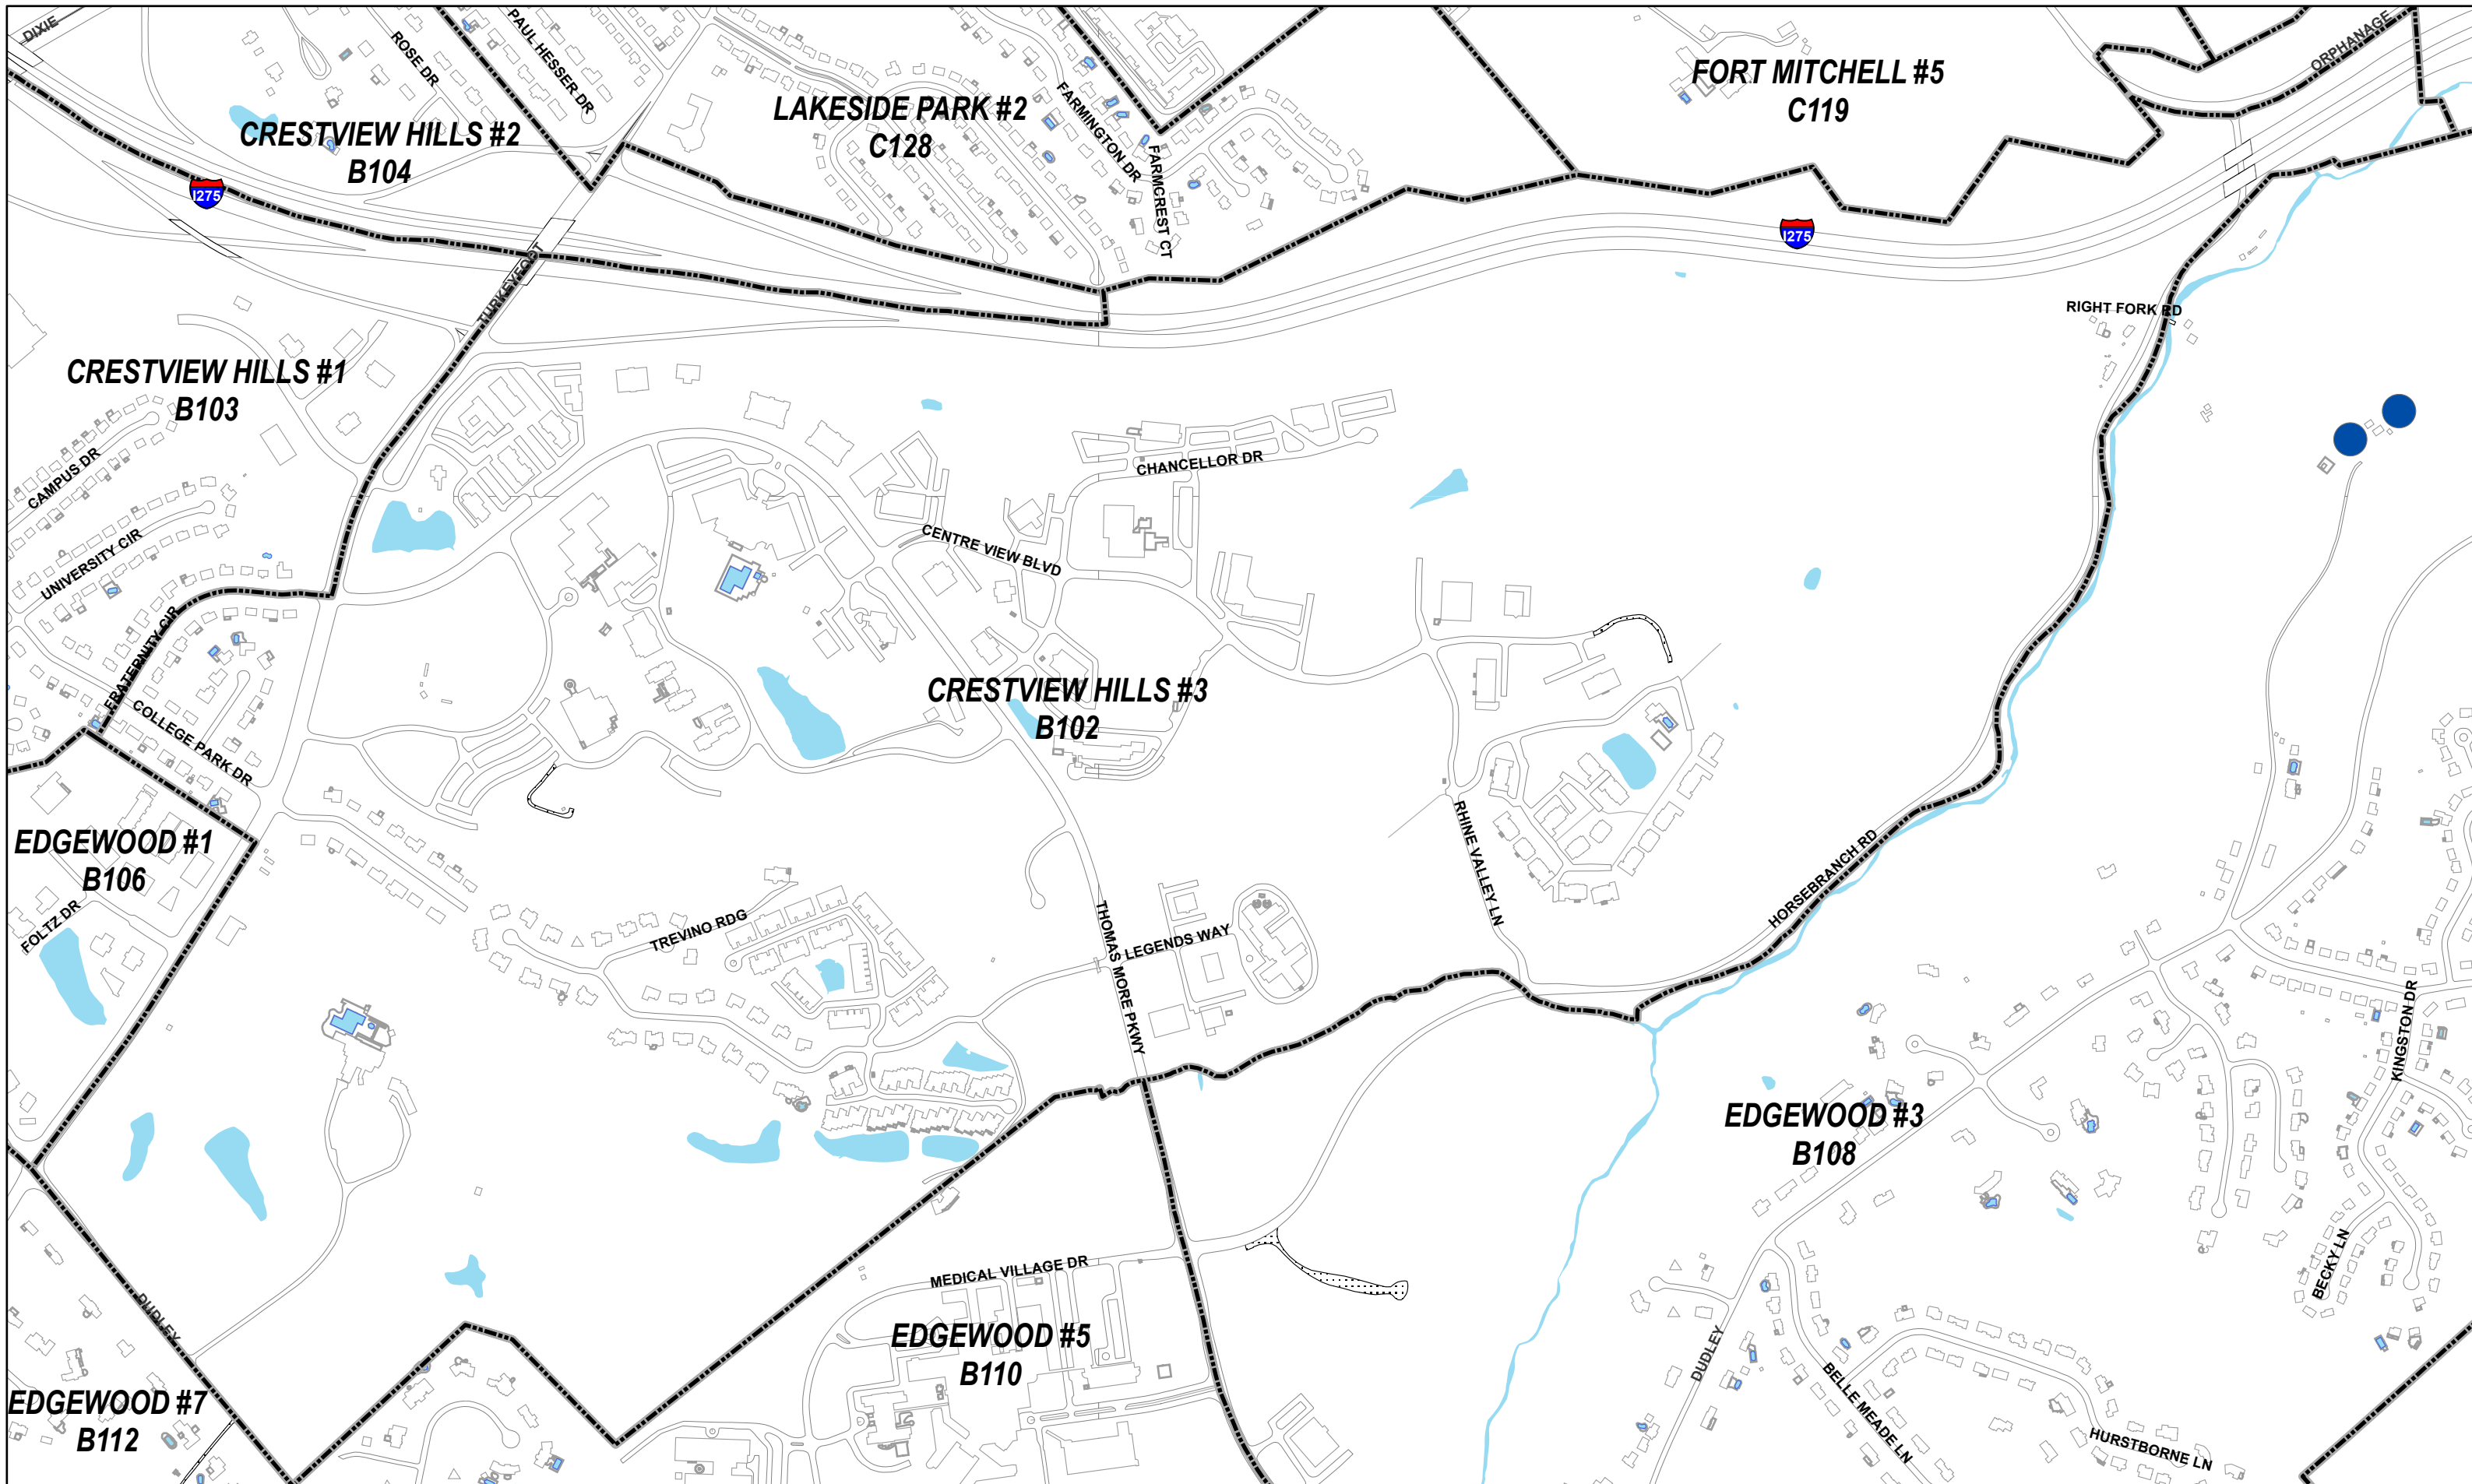 DIXIE
ROSE DR
PAUL HESSER DR
ORPHANAGE
CRESTVIEW HILLS #2
B104
LAKESIDE PARK #2
C128
FARMINGTON DR
FARMCREST CT
FORT MITCHELL #5
C119
I275
I275
TURKEYFOOT
RIGHT FORK RD
CRESTVIEW HILLS #1
B103
CAMPUS DR
UNIVERSITY CIR
CHANCELLOR DR
CENTRE VIEW BLVD
FRATERNITY CIR
COLLEGE PARK DR
CRESTVIEW HILLS #3
B102
EDGEWOOD #1
B106
FOLTZ DR
RHINE VALLEY LN
HORSEBRANCH RD
TREVINO RDG
THOMAS MORE PKWY
LEGENDS WAY
KINGSTON DR
EDGEWOOD #3
B108
BECKY LN
MEDICAL VILLAGE DR
DUDLEY
EDGEWOOD #5
B110
DUDLEY
BELLE MEADE LN
HURSTBORNE LN
EDGEWOOD #7
B112